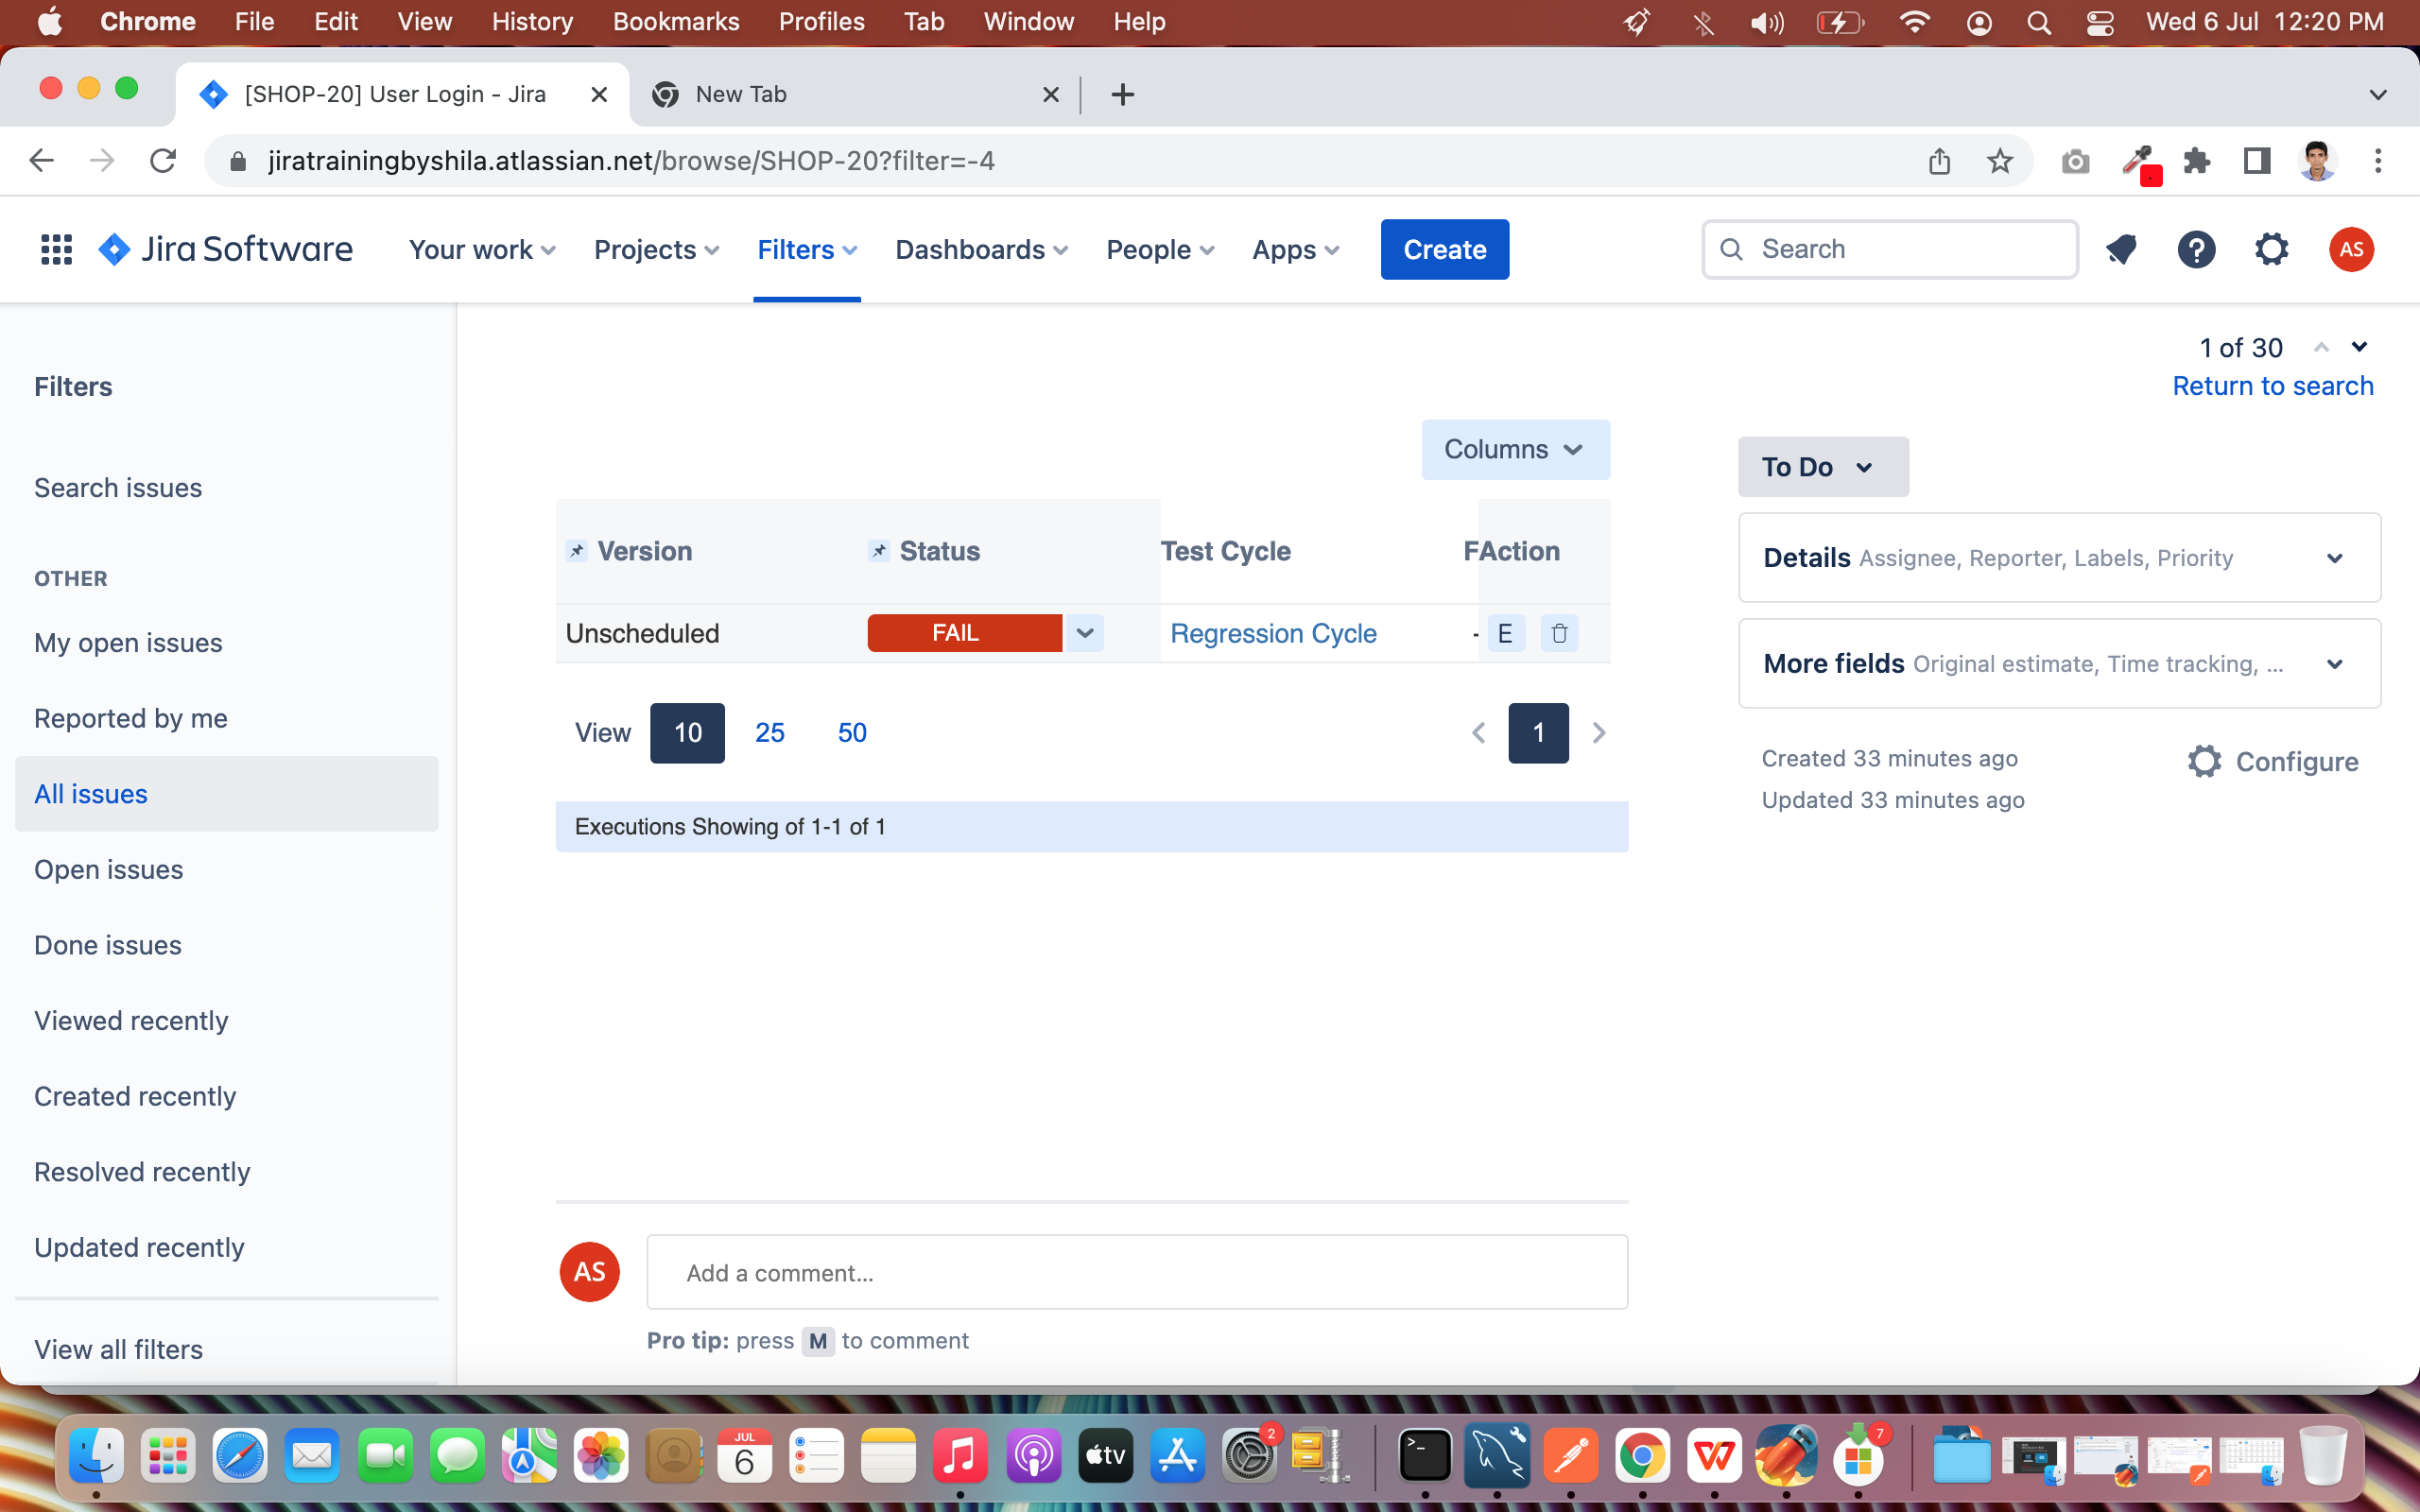 Chrome File Edit View History Bookmarks Profiles Tab Window Help Wed 6 Jul 12:20 PM
[SHOP-20] User Login - Jira New Tab
jiratrainingbyshila.atlassian.net/browse/SHOP-20?filter=-4
Jira Software Your work Projects Filters Dashboards People Apps Create Search ? AS
1 of 30
Return to search
Filters
Search issues
OTHER
My open issues
Reported by me
All issues
Open issues
Done issues
Viewed recently
Created recently
Resolved recently
Updated recently
View all filters
Columns
Version Status Test Cycle F Action
Unscheduled FAIL Regression Cycle - E
View 10 25 50 1
Executions Showing of 1-1 of 1
AS Add a comment...
Pro tip: press M to comment
To Do
Details Assignee, Reporter, Labels, Priority
More fields Original estimate, Time tracking, ...
Created 33 minutes ago
Configure
Updated 33 minutes ago
JUL
6
tv
2
7